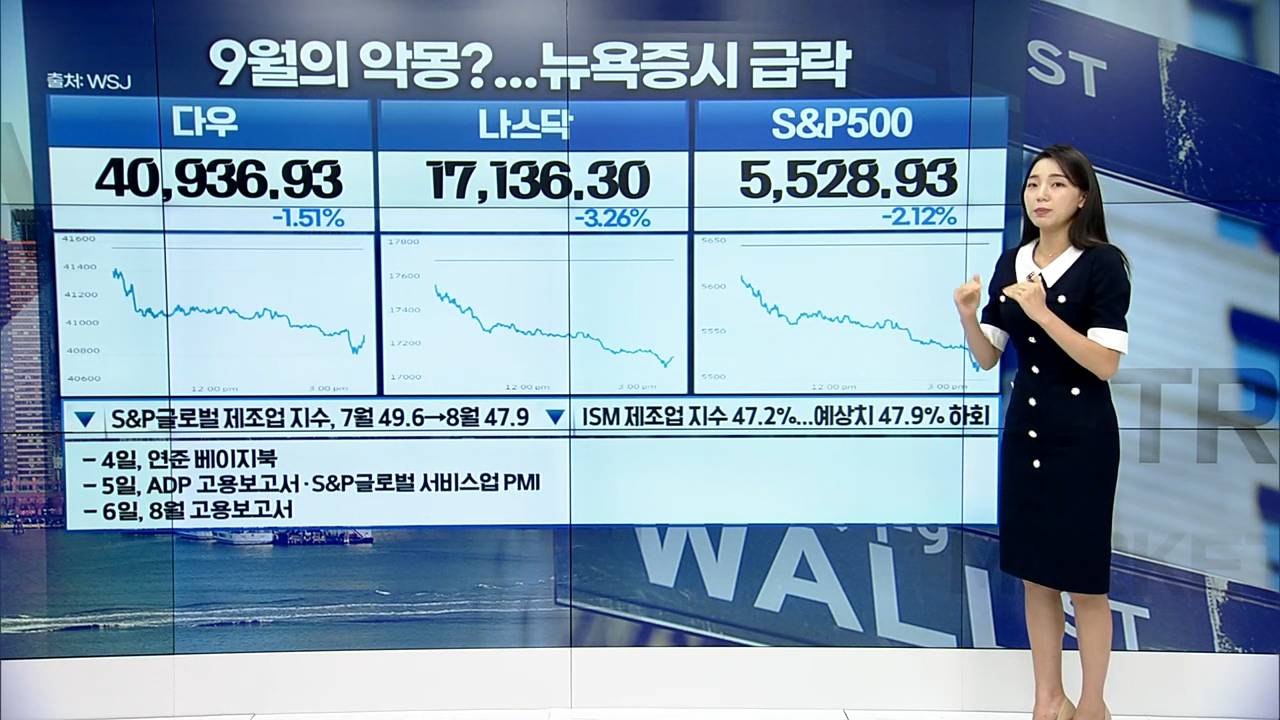 9월의 악몽?...뉴욕증시 급락
출처: WSJ
다우
40,936.93
-1.51%
41600
41400
41200
41000
40800
40600
12:00 pm
3:00 pm
나스닥
17,136.30
-3.26%
17800
17600
17400
17200
17000
12:00 pm
3:00 pm
S&P500
5,528.93
-2.12%
5650
5600
5550
5500
12:00 pm
3:00 pm
▼ S&P글로벌 제조업 지수, 7월 49.6→8월 47.9 ▼ ISM 제조업 지수 47.2%...예상치 47.9% 하회
- 4일, 연준 베이지북
- 5일, ADP 고용보고서·S&P글로벌 서비스업 PMI
- 6일, 8월 고용보고서
ST
WALL ST